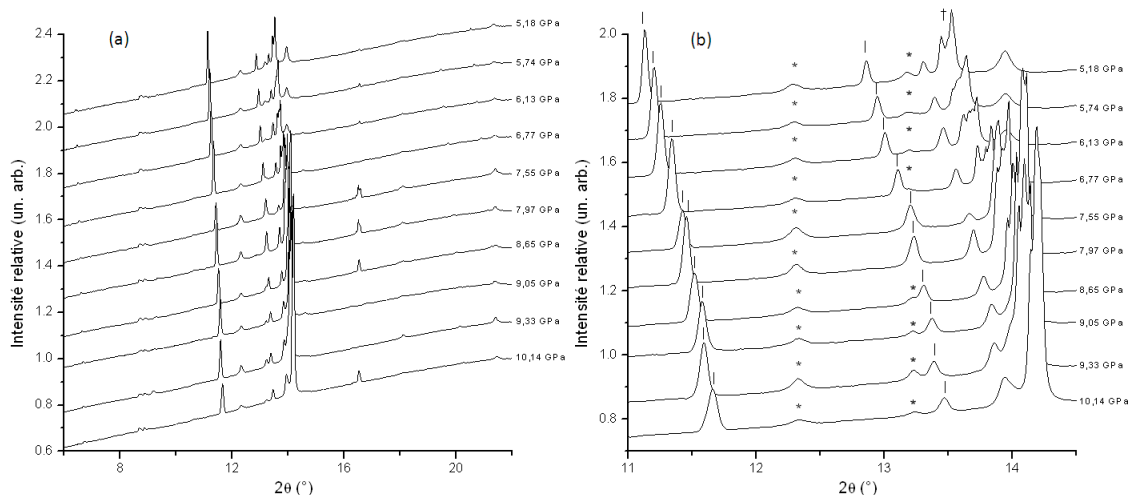 (a)
2.4
2.2
2.0
1.8
1.6
1.4
1.2
1.0
0.8
0.6
Intensité relative (un. arb.)
5,18 GPa
5,74 GPa
6,13 GPa
6,77 GPa
7,55 GPa
7,97 GPa
8,65 GPa
9,05 GPa
9,33 GPa
10,14 GPa
8
12
16
20
2θ (°)
(b)
2.0
1.8
1.6
1.4
1.2
1.0
0.8
Intensité relative (un. arb.)
†
5,18 GPa
5,74 GPa
6,13 GPa
6,77 GPa
7,55 GPa
7,97 GPa
8,65 GPa
9,05 GPa
9,33 GPa
10,14 GPa
11
12
13
14
2θ (°)